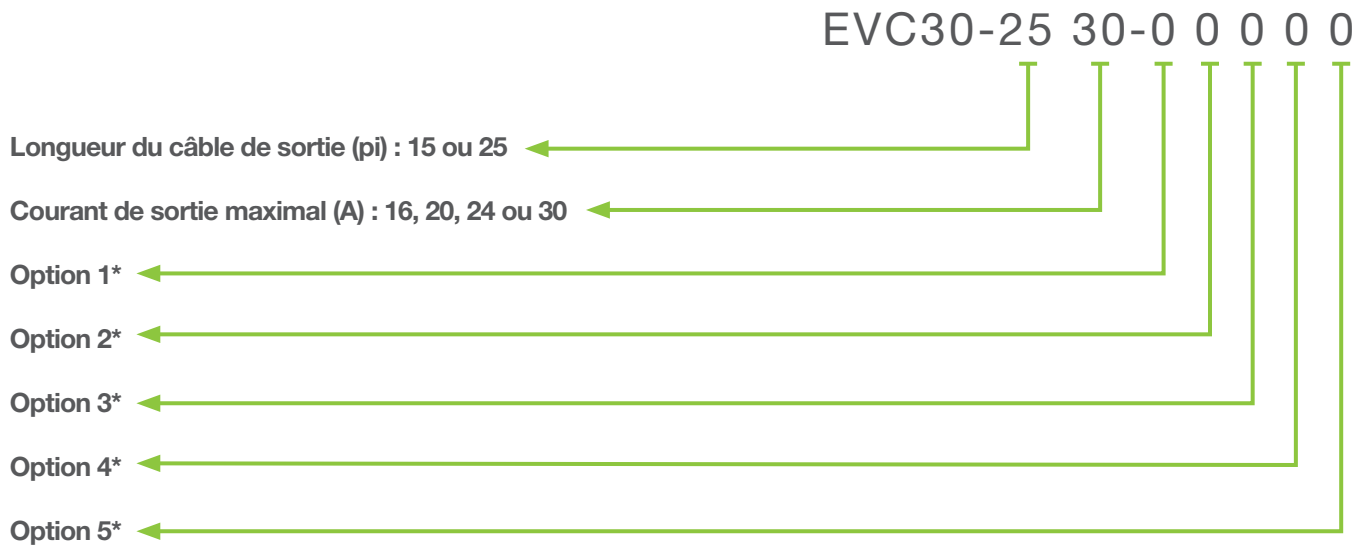 EVC30-25 30-0 0 0 0 0
Longueur du câble de sortie (pi) : 15 ou 25
Courant de sortie maximal (A) : 16, 20, 24 ou 30
Option 1*
Option 2*
Option 3*
Option 4*
Option 5*